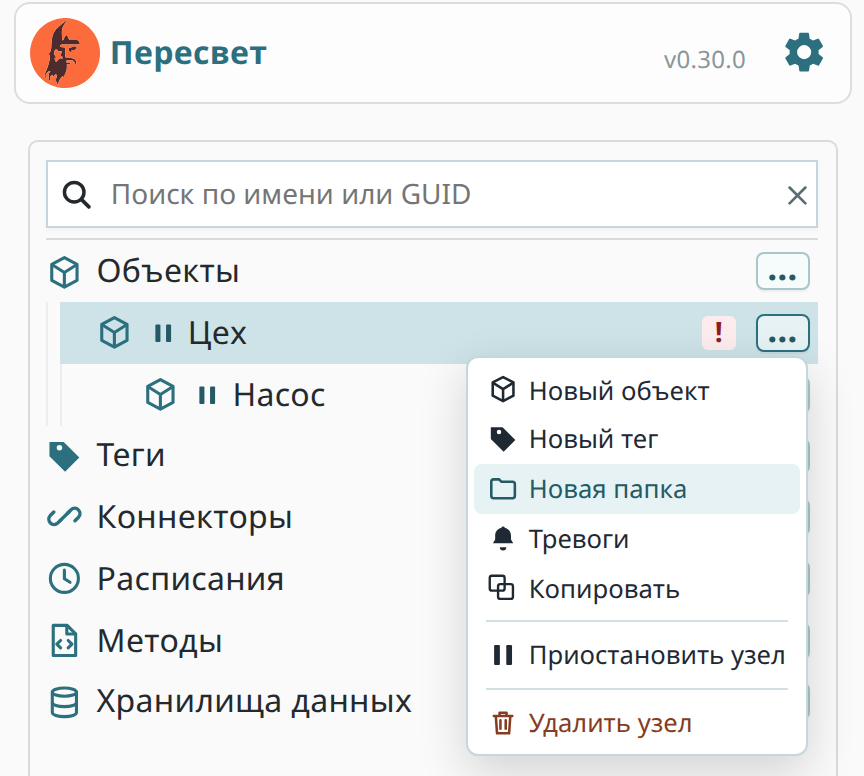 Пересвет
v0.30.0
Поиск по имени или GUID
Объекты
...
Цех
!
...
Насос
Теги
Коннекторы
Расписания
Методы
Хранилища данных
Новый объект
Новый тег
Новая папка
Тревоги
Копировать
Приостановить узел
Удалить узел